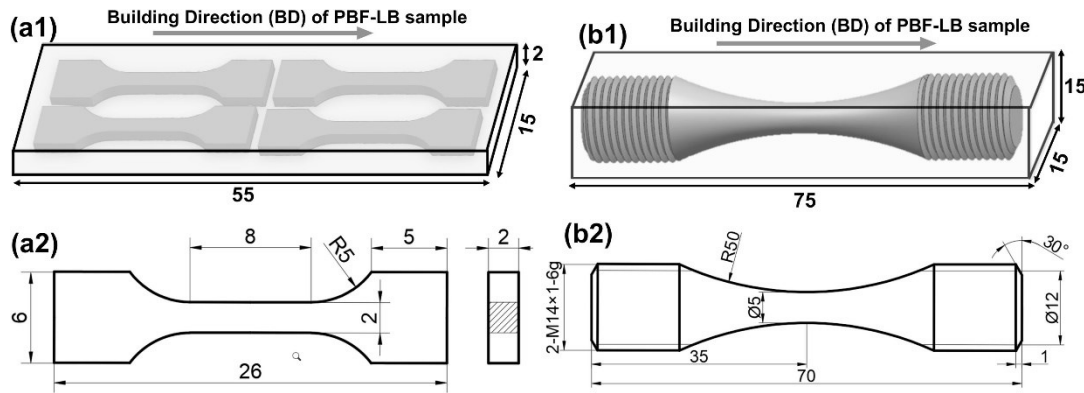 (a1)
Building Direction (BD) of PBF-LB sample
2
15
55
(b1)
Building Direction (BD) of PBF-LB sample
15
15
75
(a2)
8
R5
5
2
6
2
26
(b2)
R50
30°
2-M14×1-6g
Ø5
Ø12
35
1
70